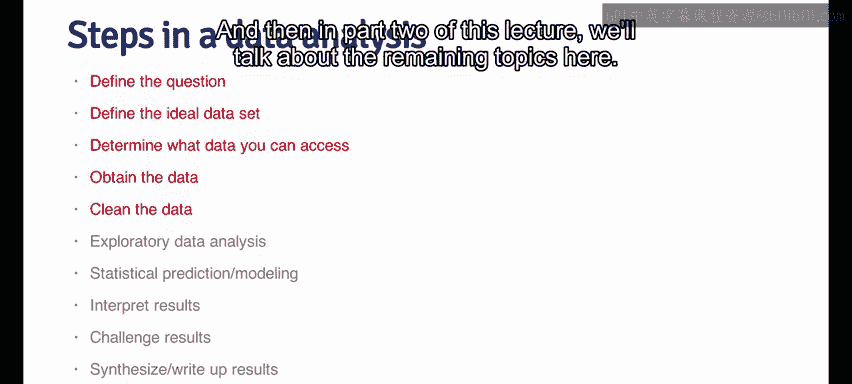 Steps in a data analysis
And then in part two of this lecture, we'll
talk about the remaining topics here.
· Define the question
· Define the ideal data set
· Determine what data you can access
· Obtain the data
· Clean the data
· Exploratory data analysis
· Statistical prediction/modeling
· Interpret results
· Challenge results
· Synthesize/write up results